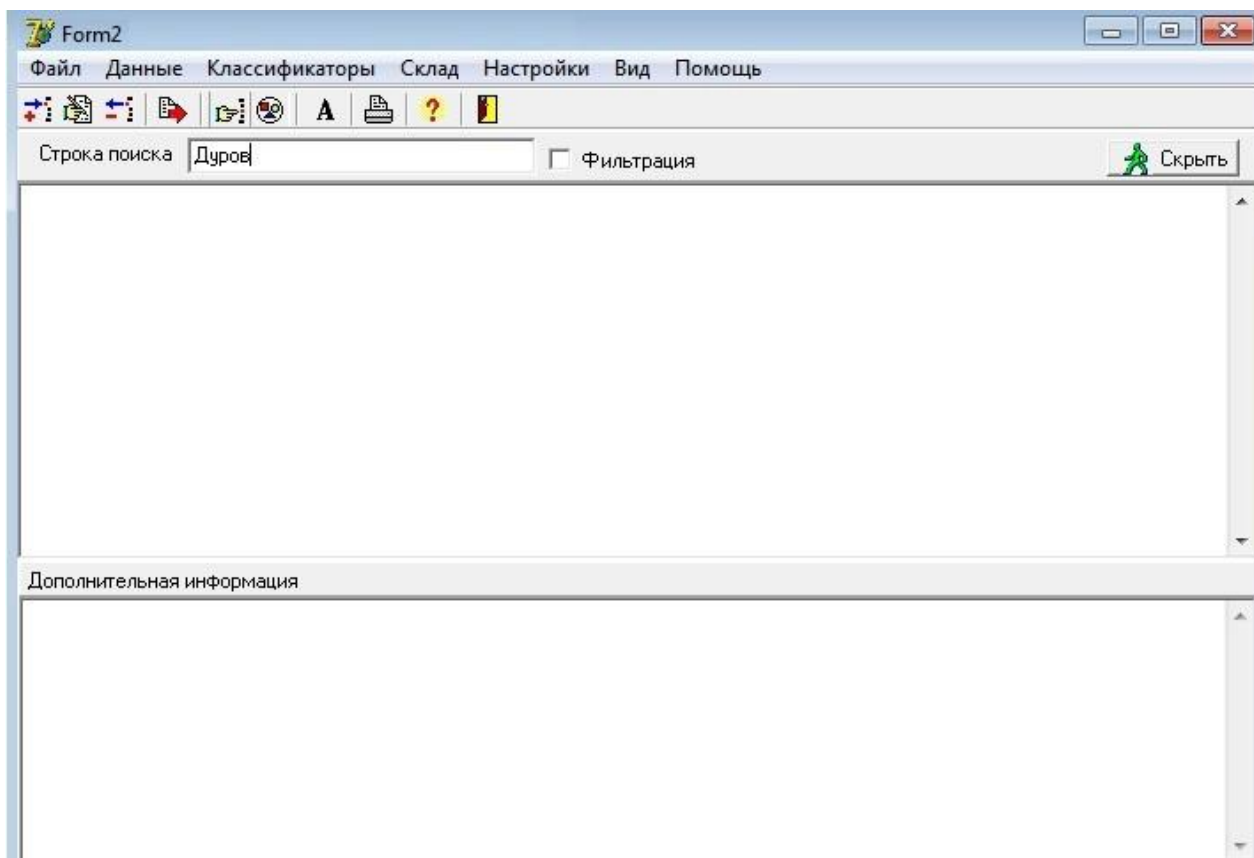 Form2
Файл Данные Классификаторы Склад Настройки Вид Помощь
A ?
Строка поиска Дуров Фильтрация Скрыть
Дополнительная информация